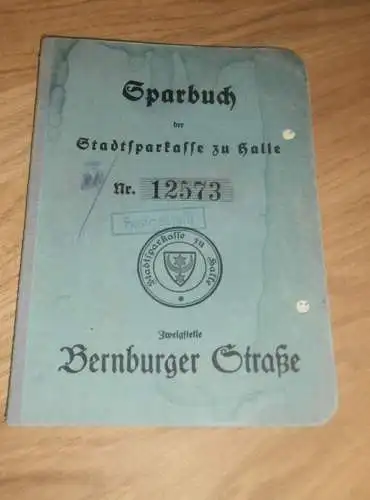 Sparbuch
der
Stadtsparkasse zu Halle
Nr. 12573
Stadtsparkasse zu Halle
Zweigstelle
Bernburger Straße